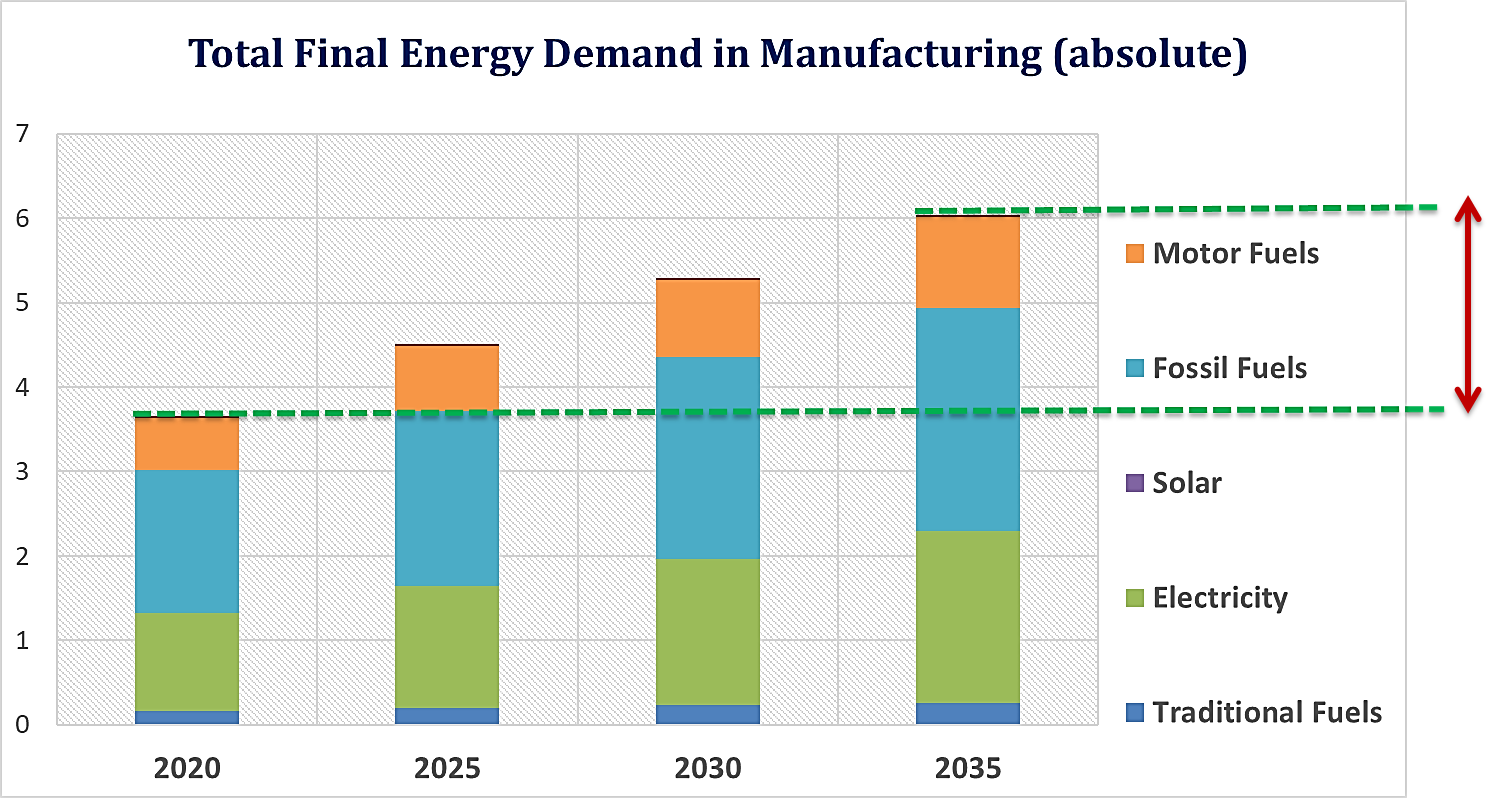 Total Final Energy Demand in Manufacturing (absolute)
7
6
5
4
3
2
1
0
2020
2025
2030
2035
Motor Fuels
Fossil Fuels
Solar
Electricity
Traditional Fuels